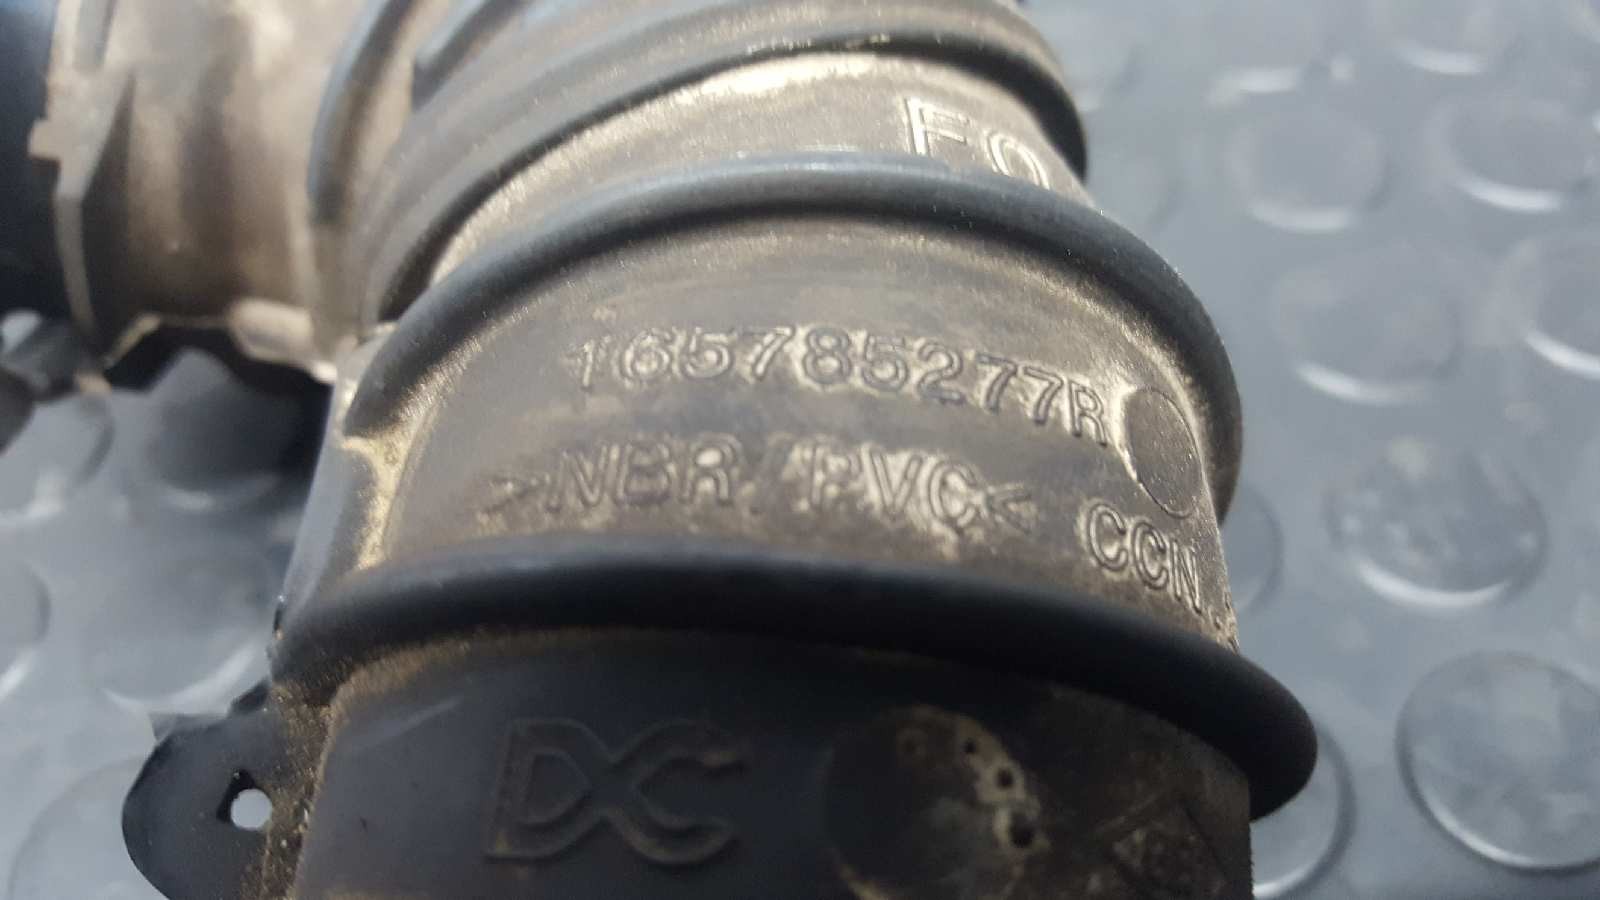 FO
165785277R
>NBR/PVC<
CCN
DC